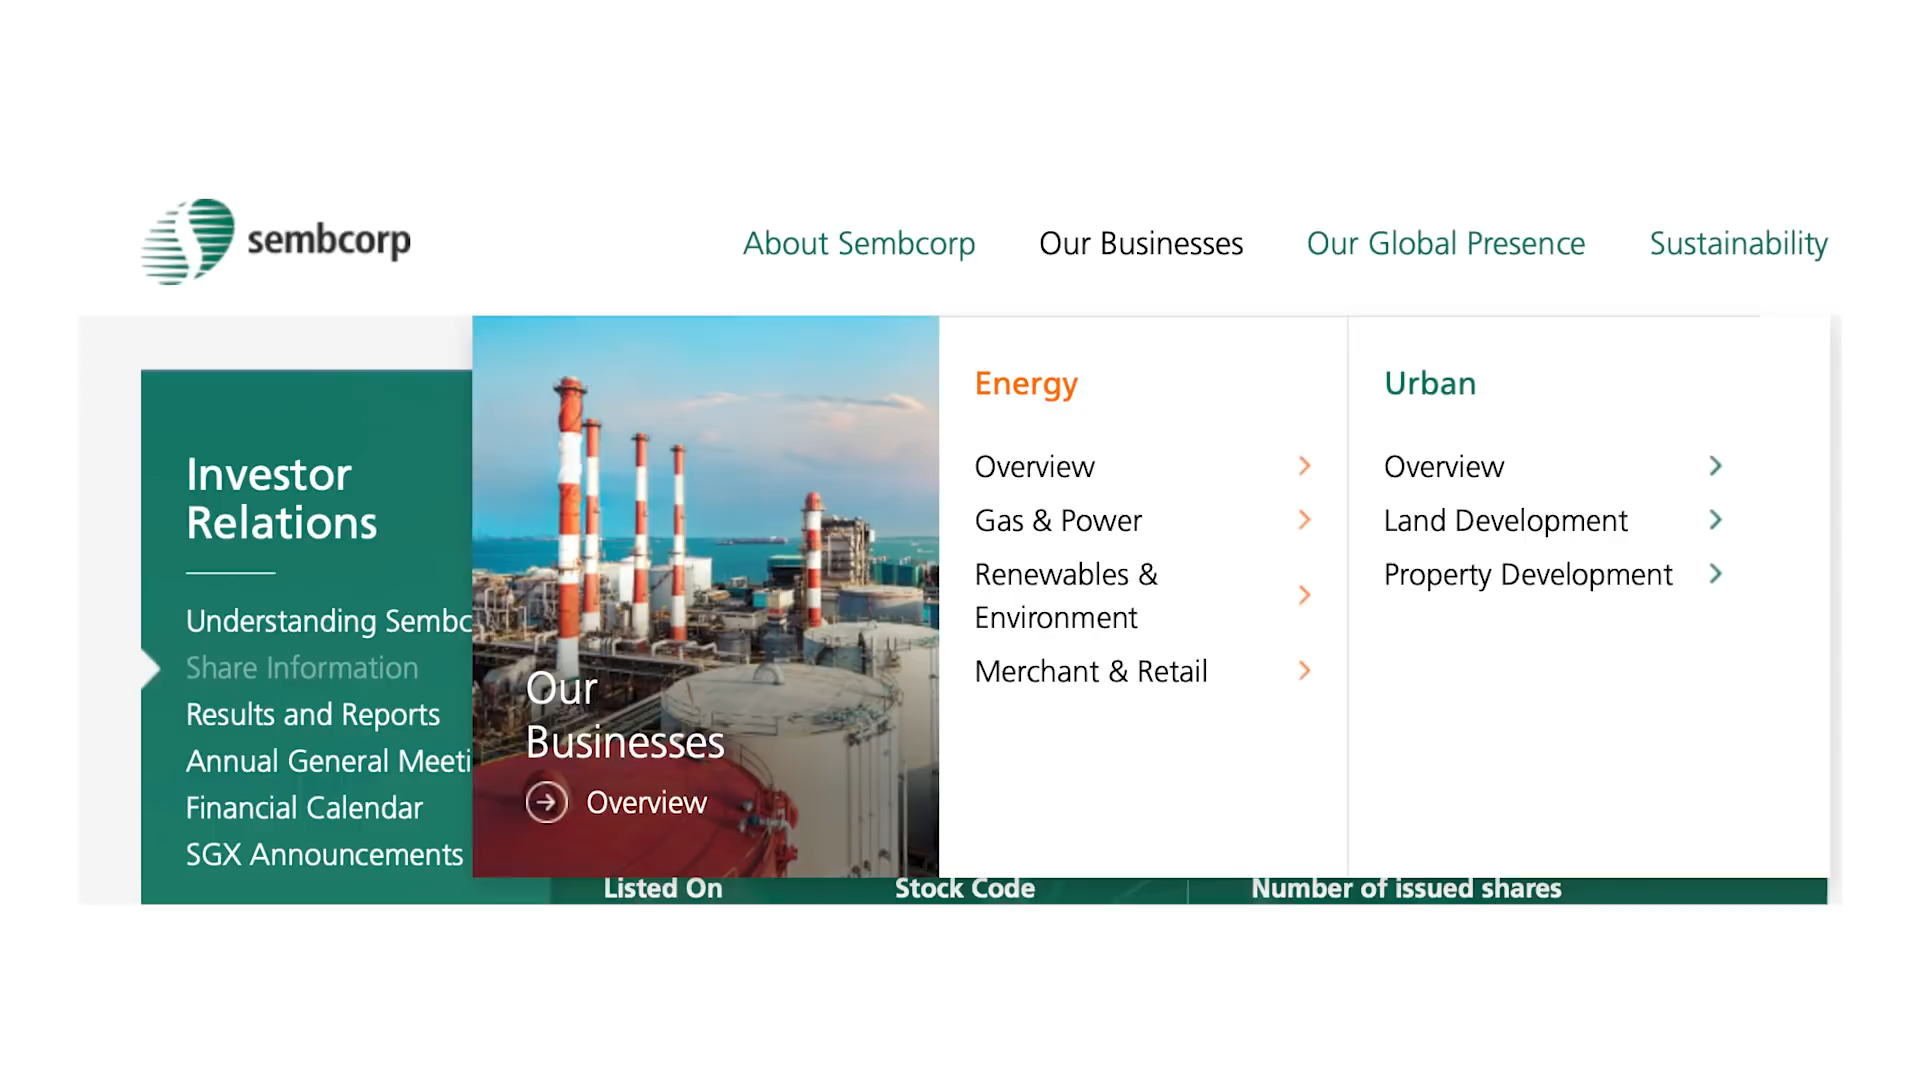 sembcorp
About Sembcorp
Our Businesses
Our Global Presence
Sustainability
Investor
Relations
Understanding Sembc
Share Information
Results and Reports
Annual General Meeti
Financial Calendar
SGX Announcements
Our
Businesses
Overview
Energy
Overview
Gas & Power
Renewables &
Environment
Merchant & Retail
Urban
Overview
Land Development
Property Development
Listed On
Stock Code
Number of issued shares